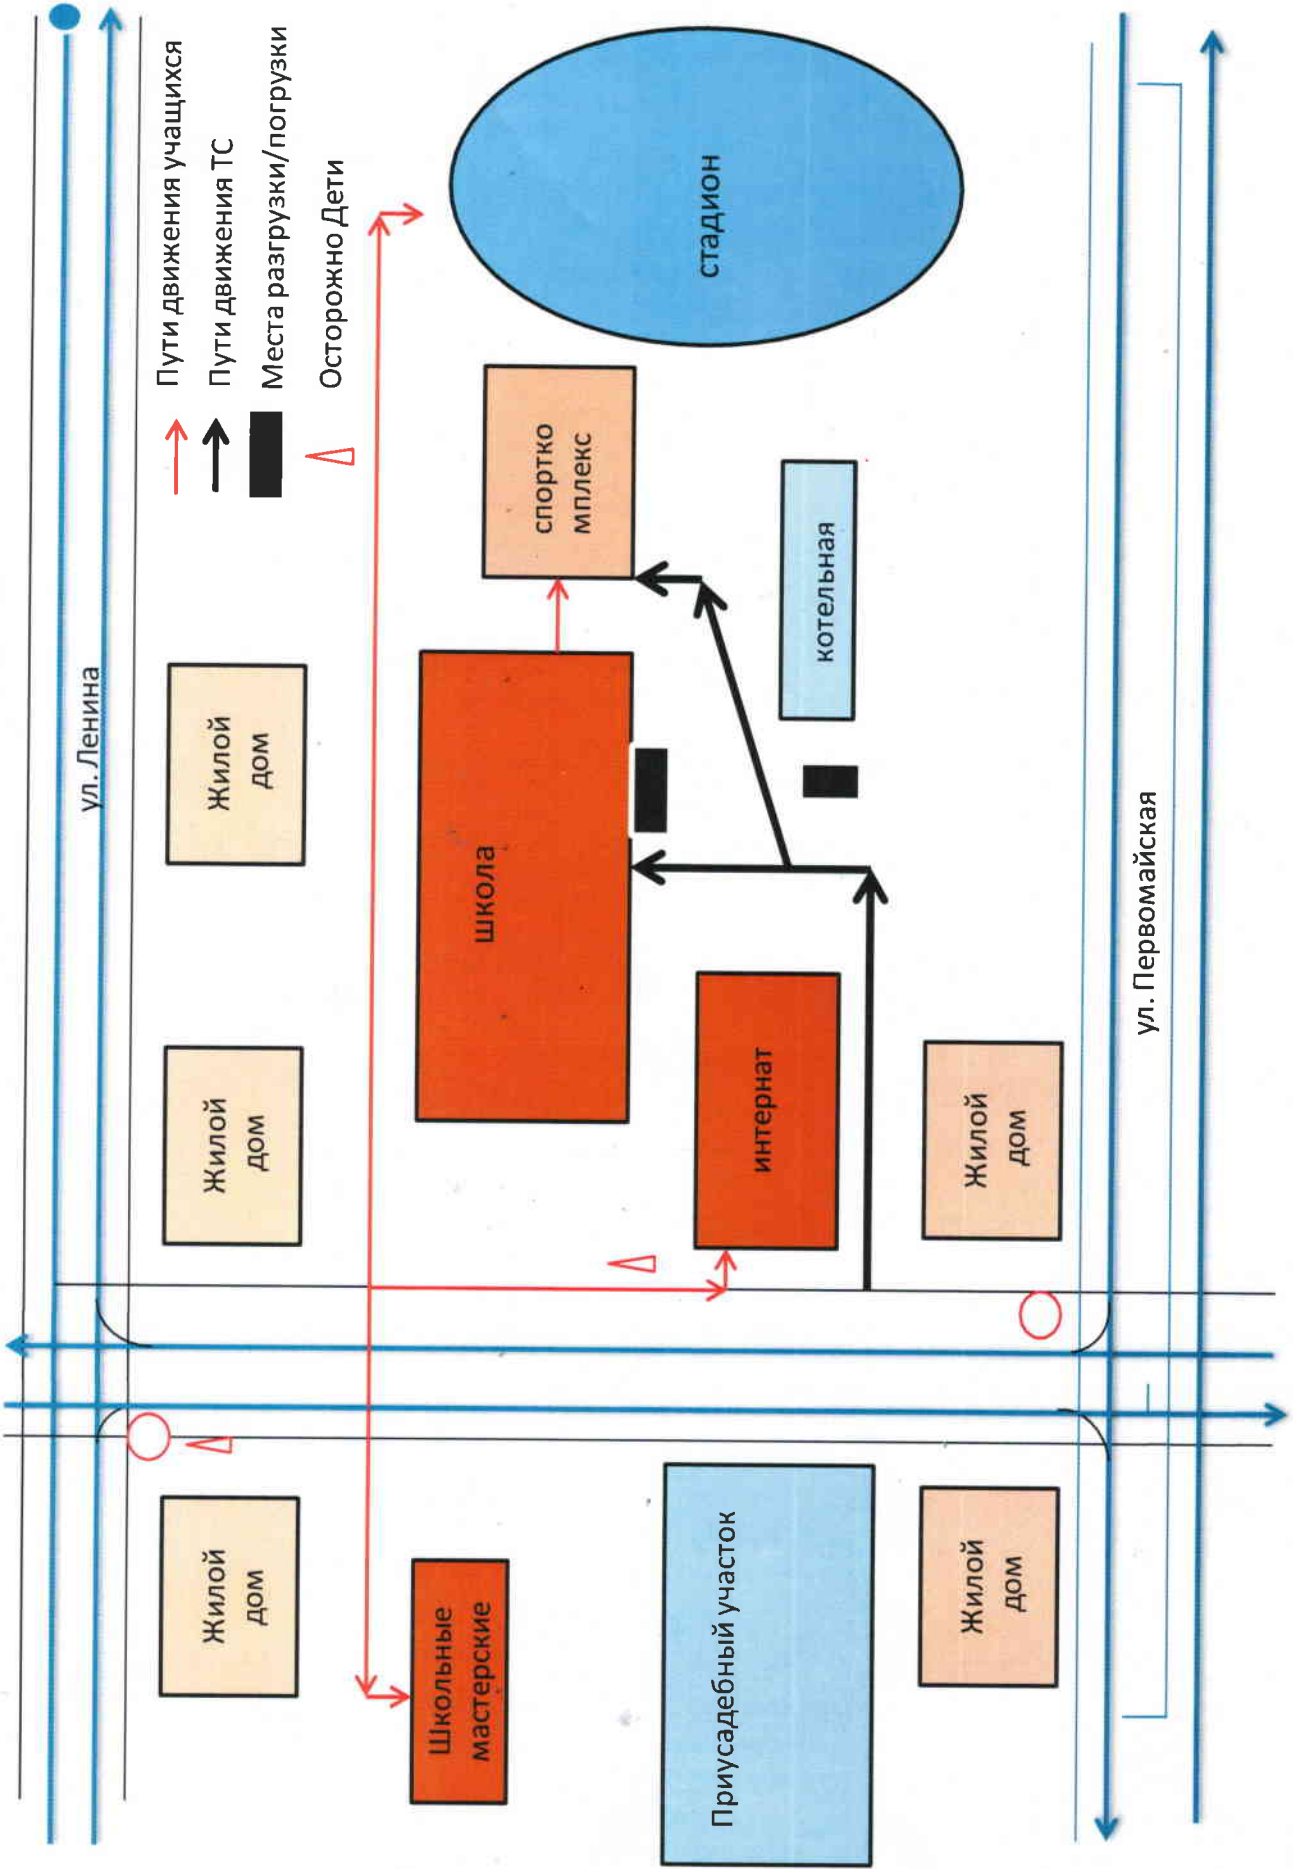 ул. Ленина
Пути движения учащихся
Пути движения ТС
Места разгрузки/погрузки
Осторожно Дети
Жилой
дом
Жилой
дом
Жилой
дом
Школьные
мастерские
школа
спортко
мплекс
стадион
Приусадебный участок
интернат
котельная
Жилой
дом
Жилой
дом
ул. Первомайская